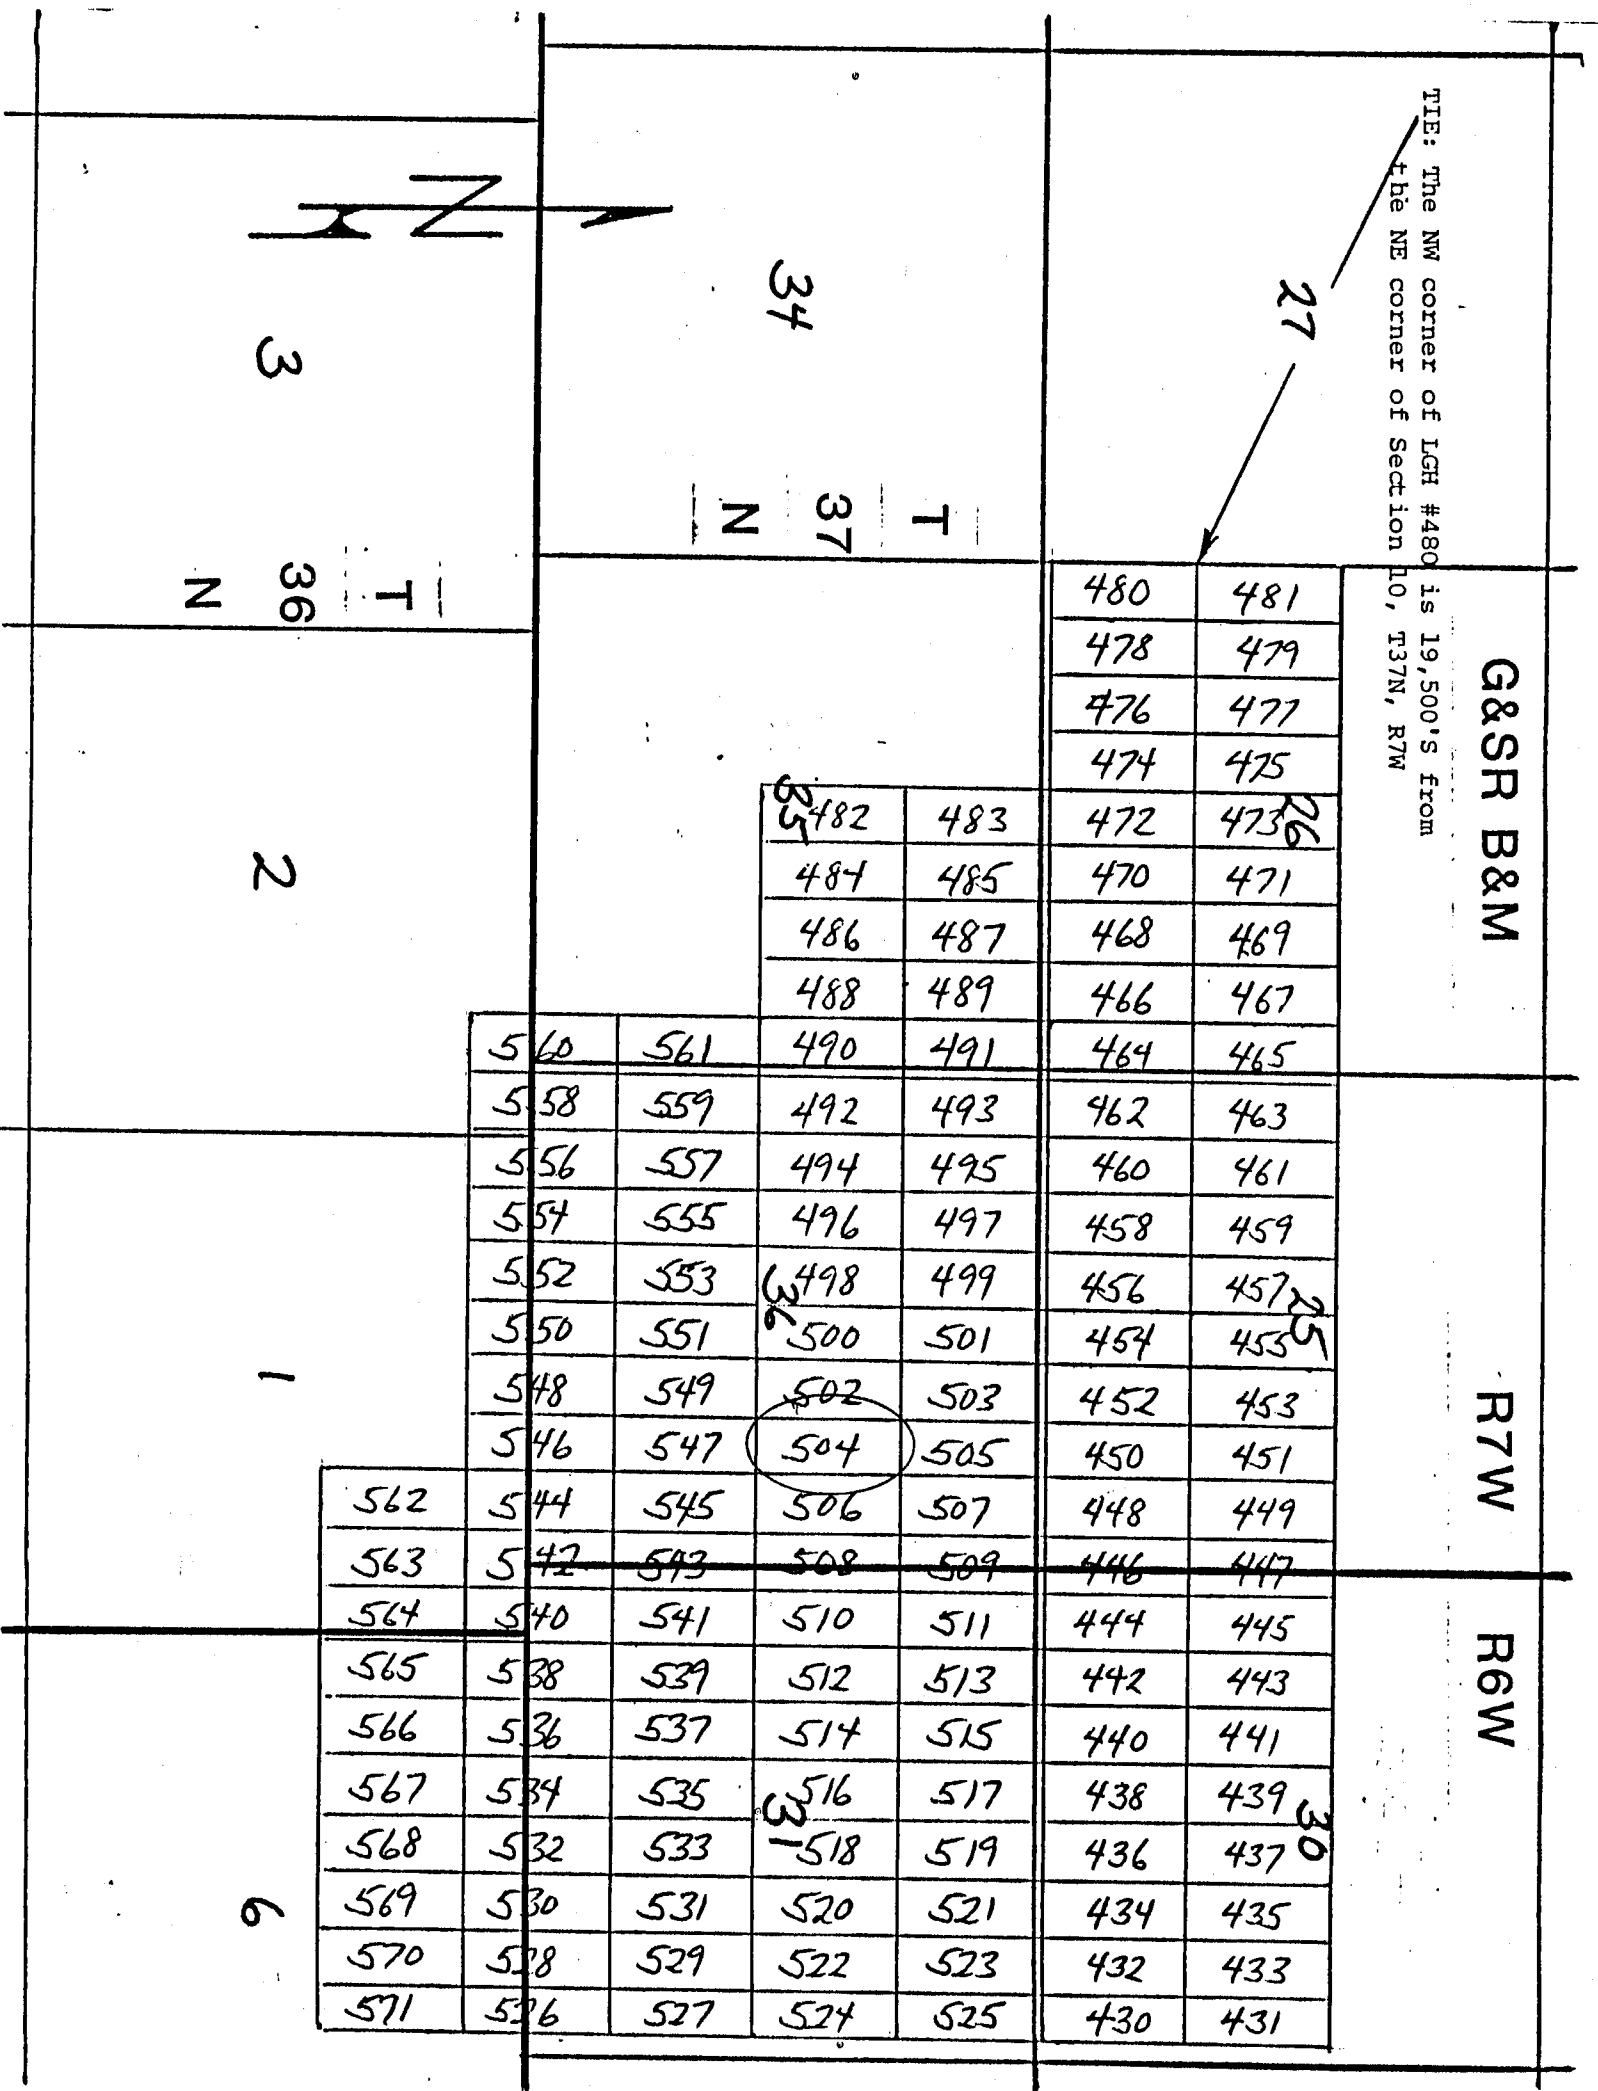 TIE: The NW corner of LGH #480 is 19,500'S from
the NE corner of Section 10, T37N, R7W
G&SR B&M
R7W
R6W
27
34
3
N
T
37
N
T
36
N
2
1
6
35
26
36
25
31
30
480 481
478 479
476 477
474 475
482 483 472 473
484 485 470 471
486 487 468 469
488 489 466 467
560 561 490 491 464 465
558 559 492 493 462 463
556 557 494 495 460 461
554 555 496 497 458 459
552 553 498 499 456 457
550 551 500 501 454 455
548 549 502 503 452 453
546 547 504 505 450 451
562 544 545 506 507 448 449
563 542 543 508 509 446 447
564 540 541 510 511 444 445
565 538 539 512 513 442 443
566 536 537 514 515 440 441
567 534 535 516 517 438 439
568 532 533 518 519 436 437
569 530 531 520 521 434 435
570 528 529 522 523 432 433
571 526 527 524 525 430 431